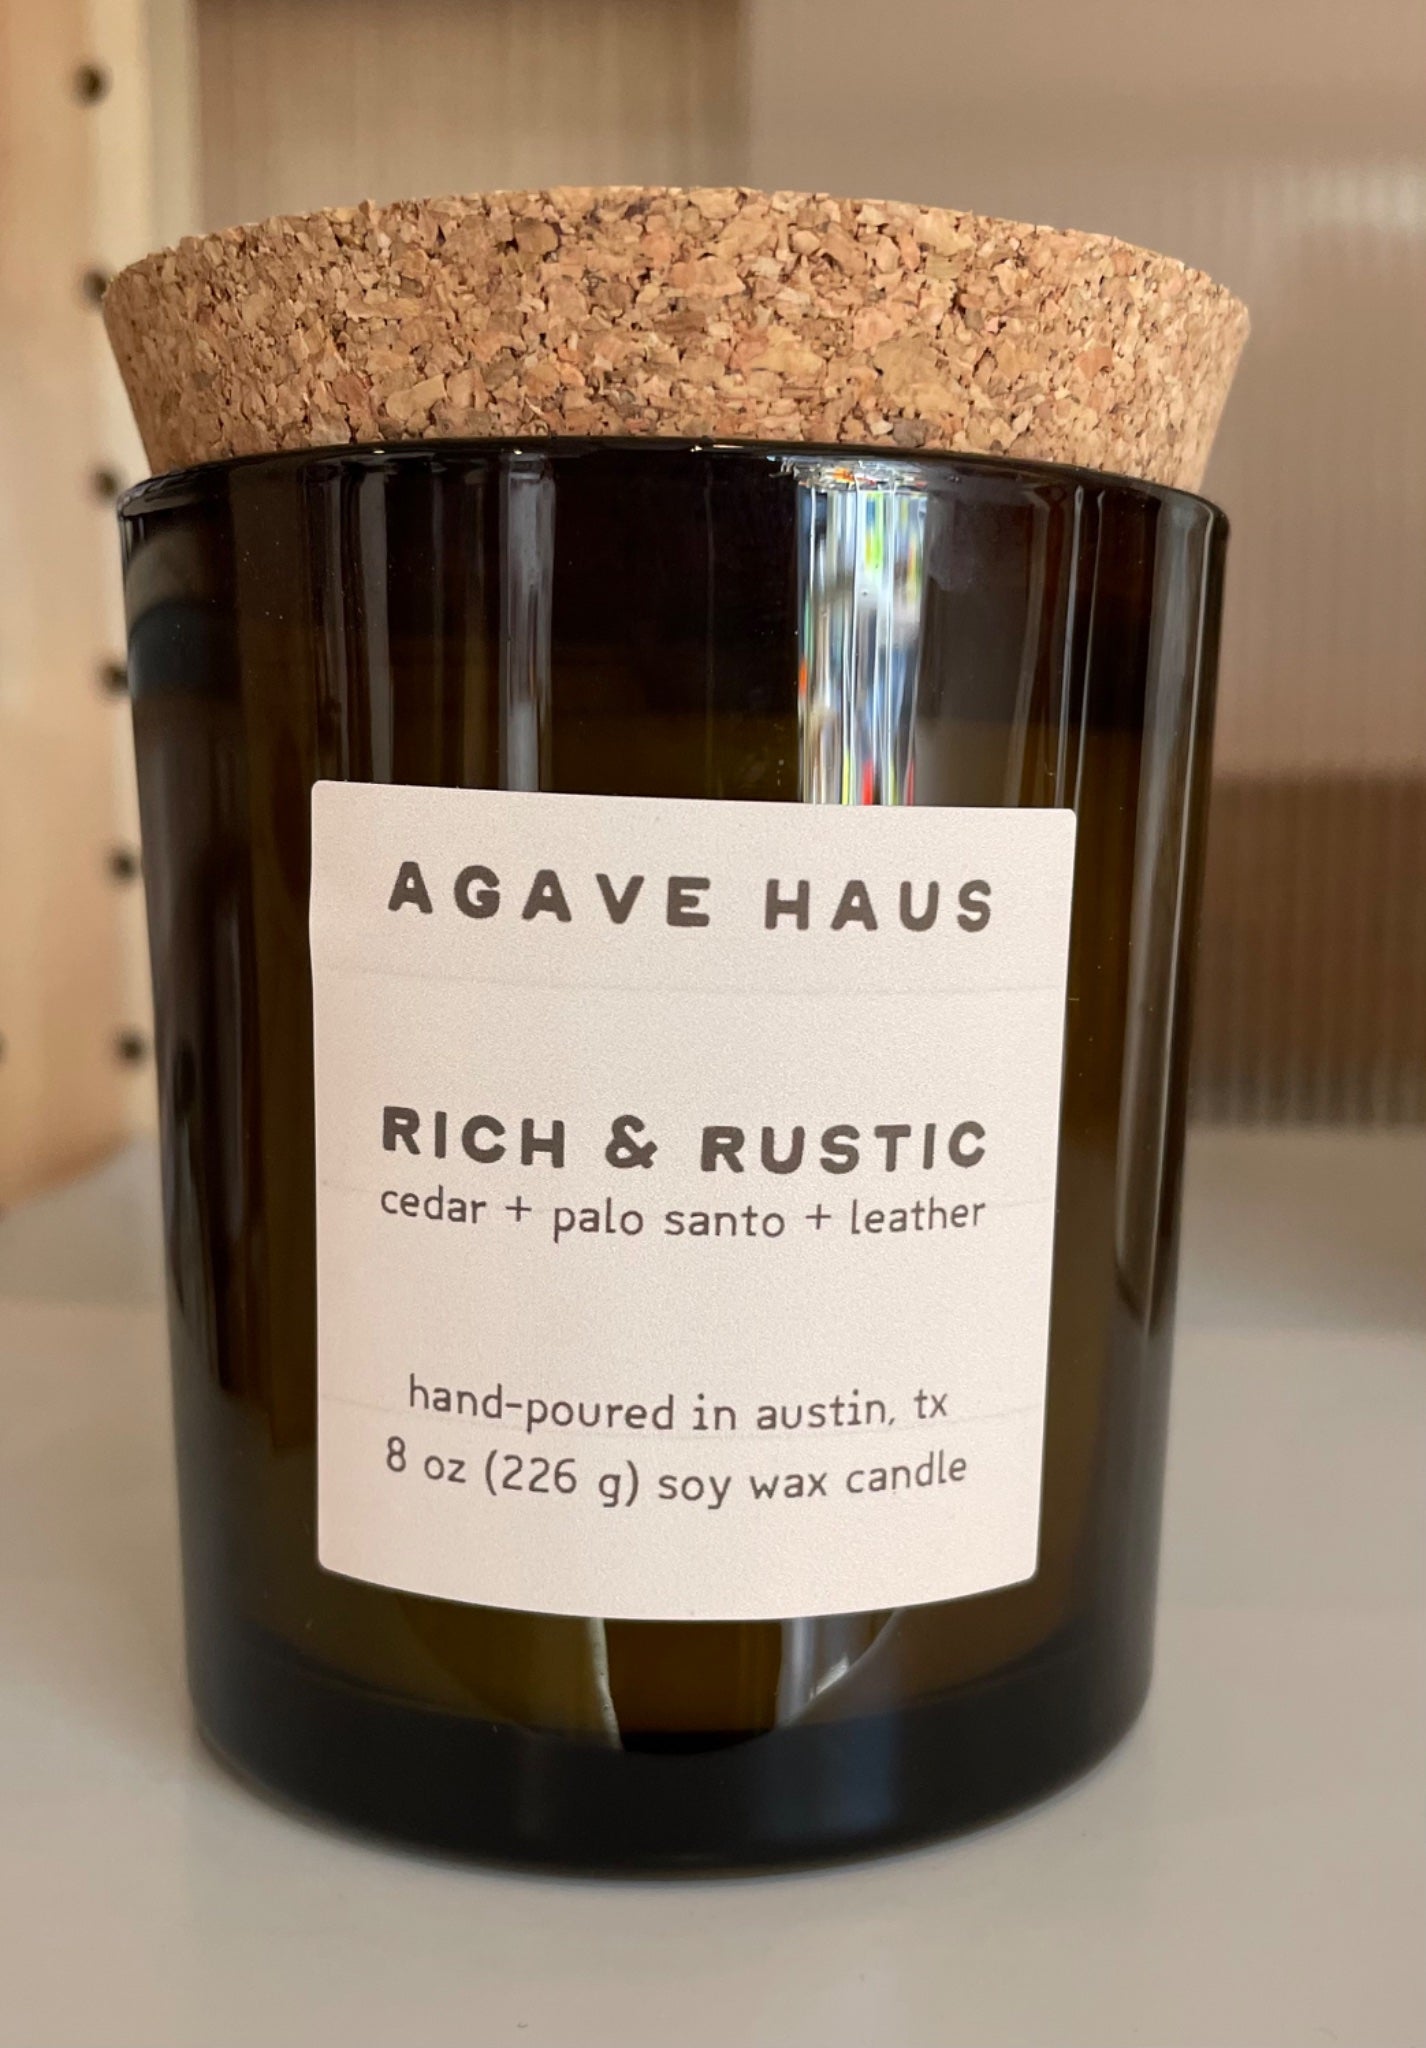 AGAVE HAUS
RICH & RUSTIC
cedar + palo santo + leather
hand-poured in austin, tx
8 oz (226 g) soy wax candle